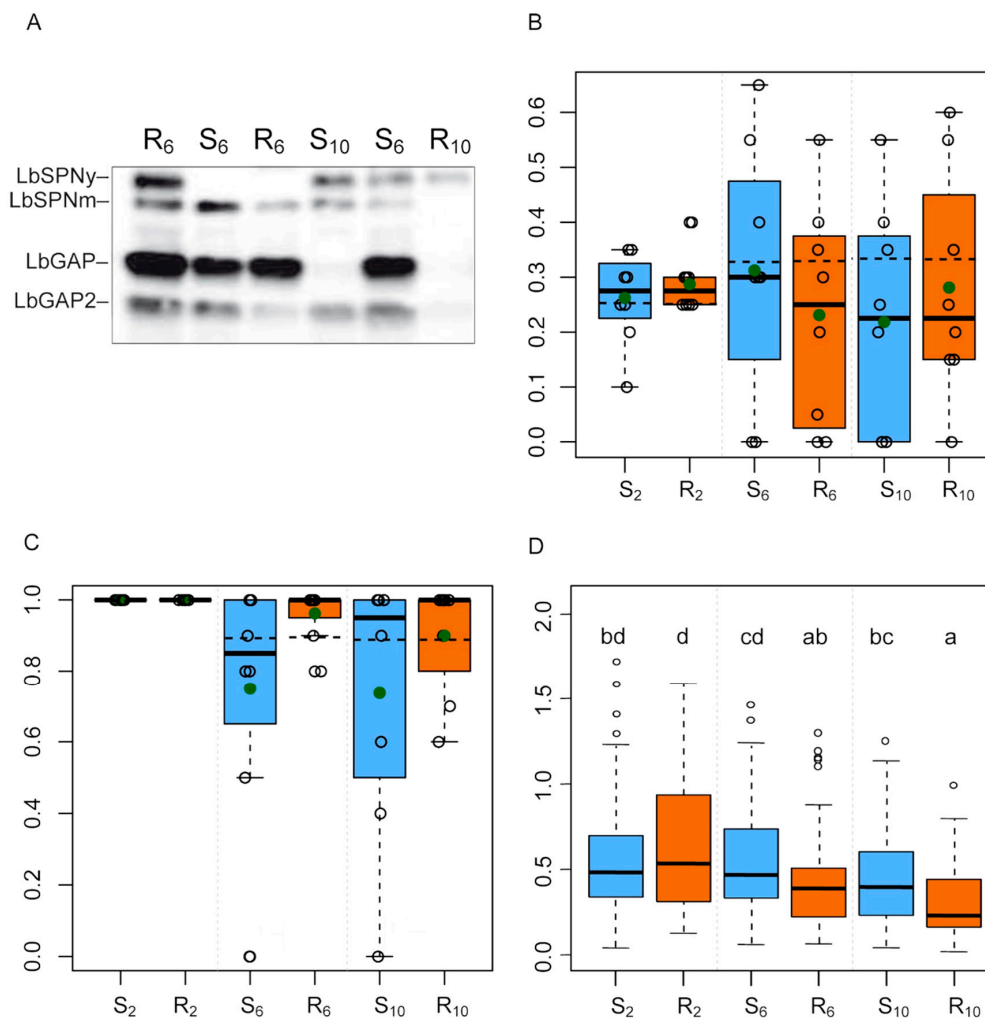 A
R6 S6 R6 S10 S6 R10
LbSPNy–
LbSPNm–
LbGAP–
LbGAP2–
B
0.6
0.5
0.4
0.3
0.2
0.1
0.0
S2 R2 S6 R6 S10 R10
C
1.0
0.8
0.6
0.4
0.2
0.0
S2 R2 S6 R6 S10 R10
D
2.0
bd d cd ab bc a
1.5
1.0
0.5
0.0
S2 R2 S6 R6 S10 R10